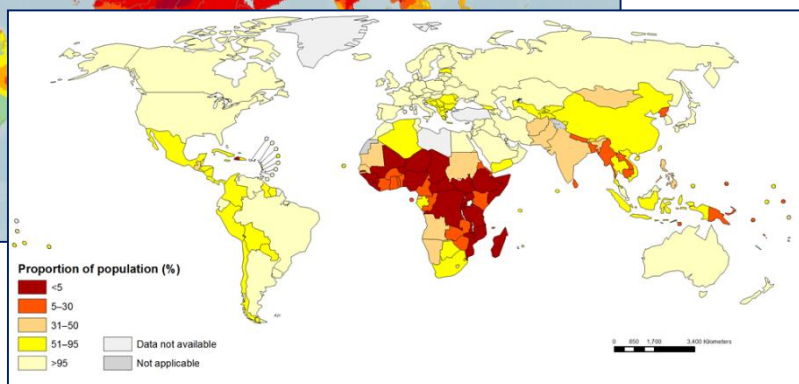 Proportion of population (%)
<5
5–30
31–50
51–95
>95
Data not available
Not applicable
0 850 1,700 3,400 Kilometers